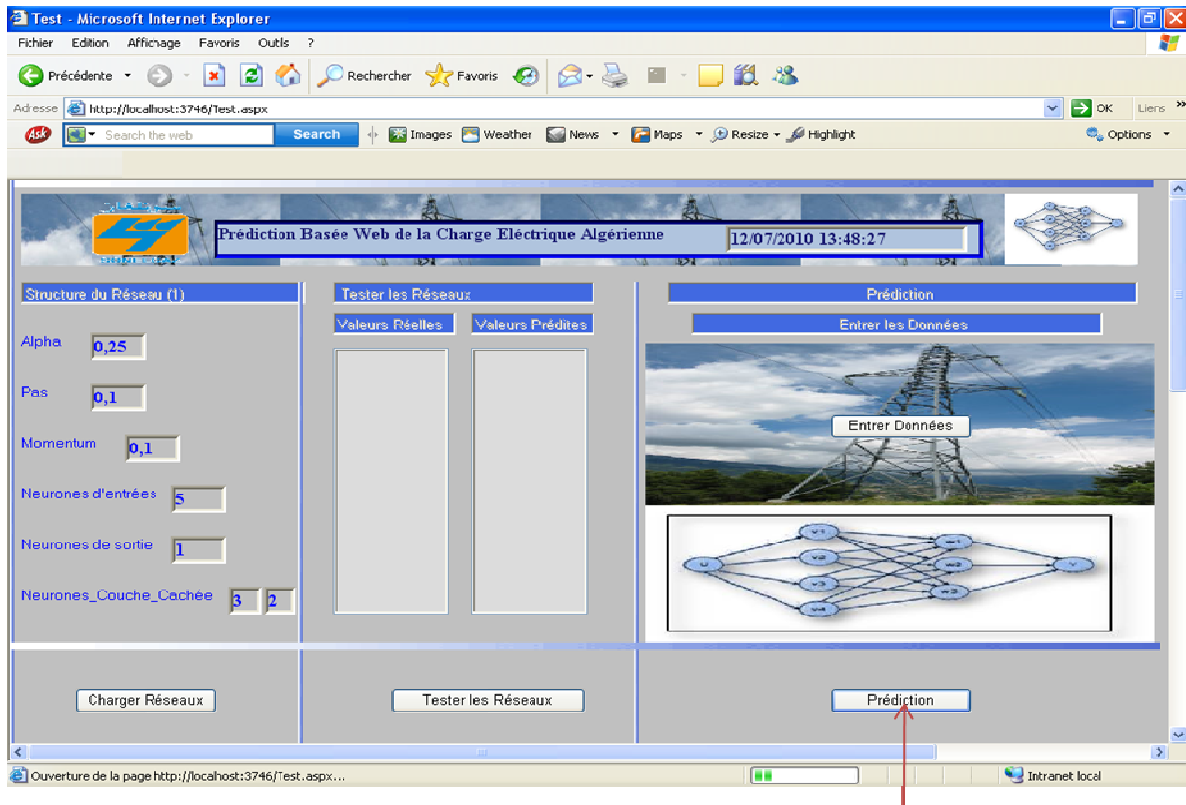 Test - Microsoft Internet Explorer
Fichier Edition Affichage Favoris Outils ?
Précédente Rechercher Favoris
Adresse http://localhost:3746/Test.aspx OK Liens »
Ask Search the web Search Images Weather News Maps Resize Highlight Options
Prédiction Basée Web de la Charge Eléctrique Algérienne 12/07/2010 13:48:27
Structure du Réseau (1) Tester les Réseaux Prédiction
Valeurs Réelles Valeurs Prédites Entrer les Données
Alpha 0,25
Pas 0,1
Entrer Données
Momentum 0,1
Neurones d'entrées 5
Neurones de sortie 1
Neurones_Couche_Cachée 3 2
Charger Réseaux Tester les Réseaux Prédiction
Ouverture de la page http://localhost:3746/Test.aspx... Intranet local